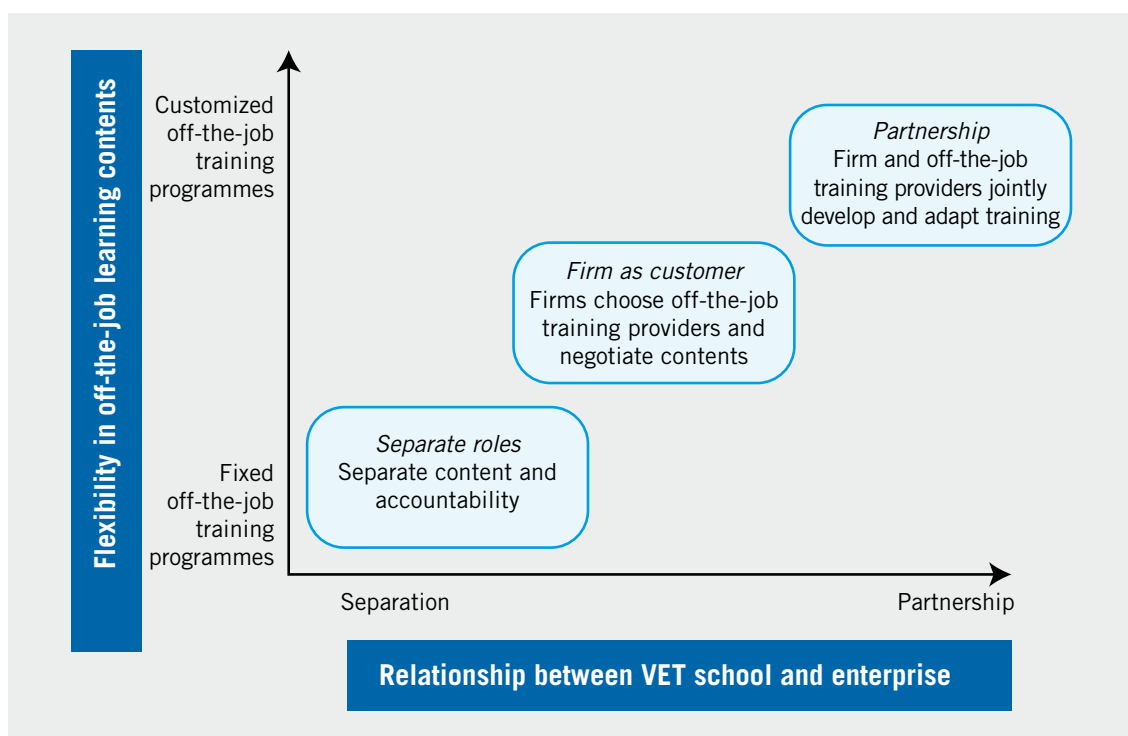 Flexibility in off-the-job learning contents
Customized
off-the-job
training
programmes
Partnership
Firm and off-the-job
training providers jointly
develop and adapt training
Firm as customer
Firms choose off-the-job
training providers and
negotiate contents
Separate roles
Separate content and
accountability
Fixed
off-the-job
training
programmes
Separation
Partnership
Relationship between VET school and enterprise